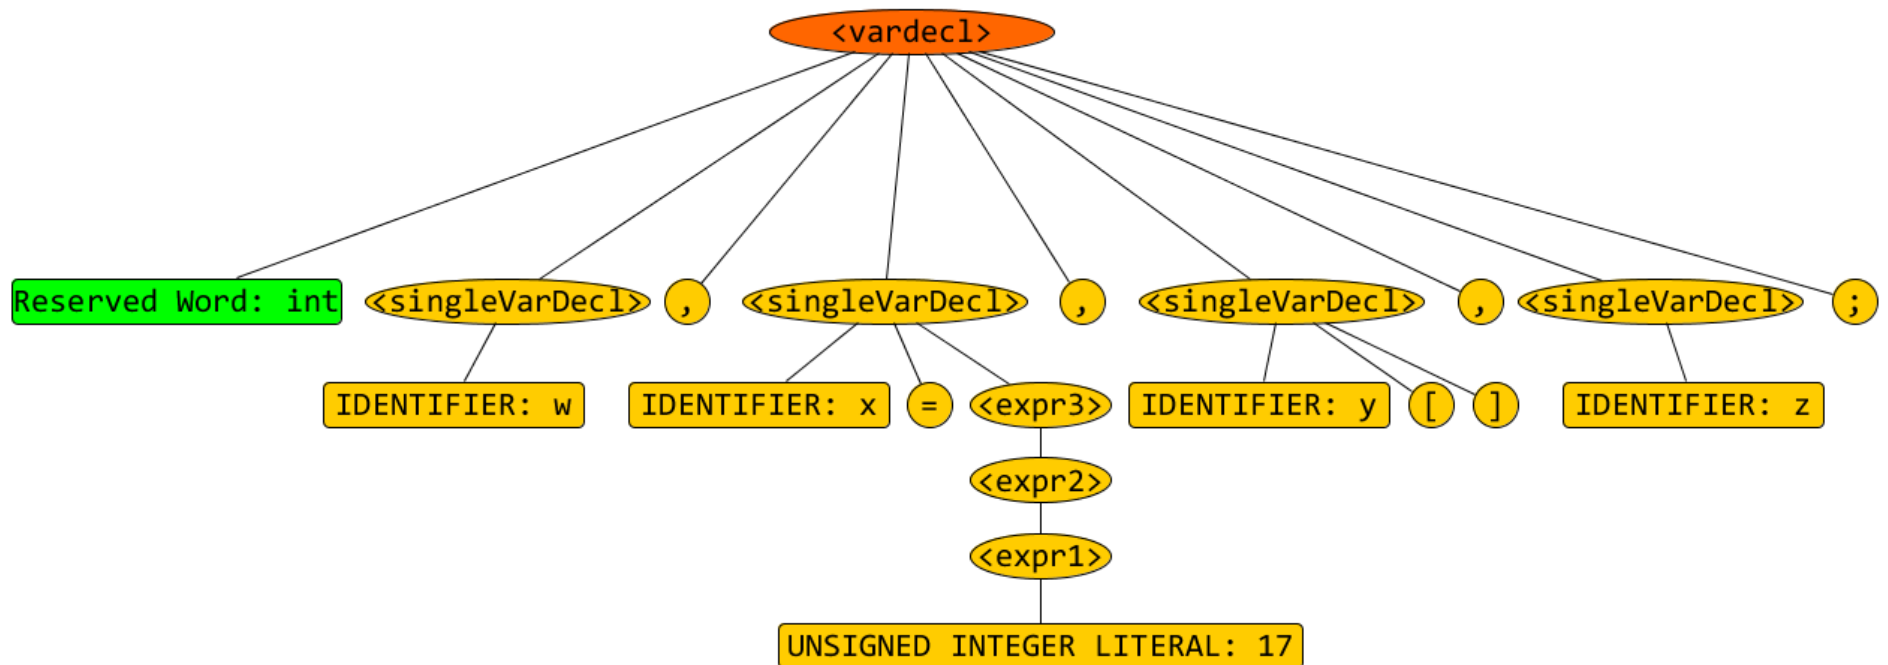 <vardecl>
Reserved Word: int <singleVarDecl> , <singleVarDecl> , <singleVarDecl> , <singleVarDecl> ;
IDENTIFIER: w IDENTIFIER: x = <expr3> IDENTIFIER: y [ ] IDENTIFIER: z
<expr2>
<expr1>
UNSIGNED INTEGER LITERAL: 17